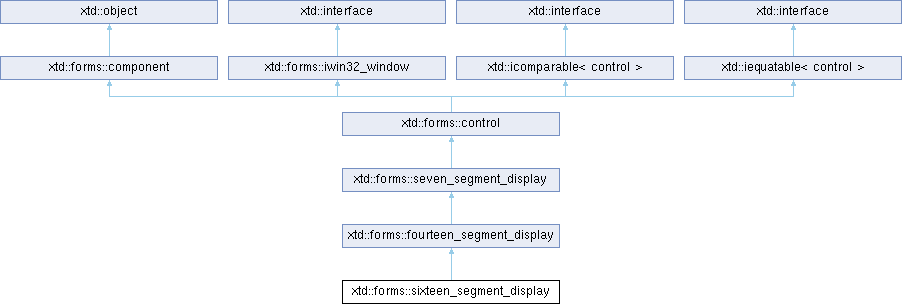 xtd::object
xtd::interface
xtd::interface
xtd::interface
xtd::forms::component
xtd::forms::iwin32_window
xtd::icomparable< control >
xtd::iequatable< control >
xtd::forms::control
xtd::forms::seven_segment_display
xtd::forms::fourteen_segment_display
xtd::forms::sixteen_segment_display